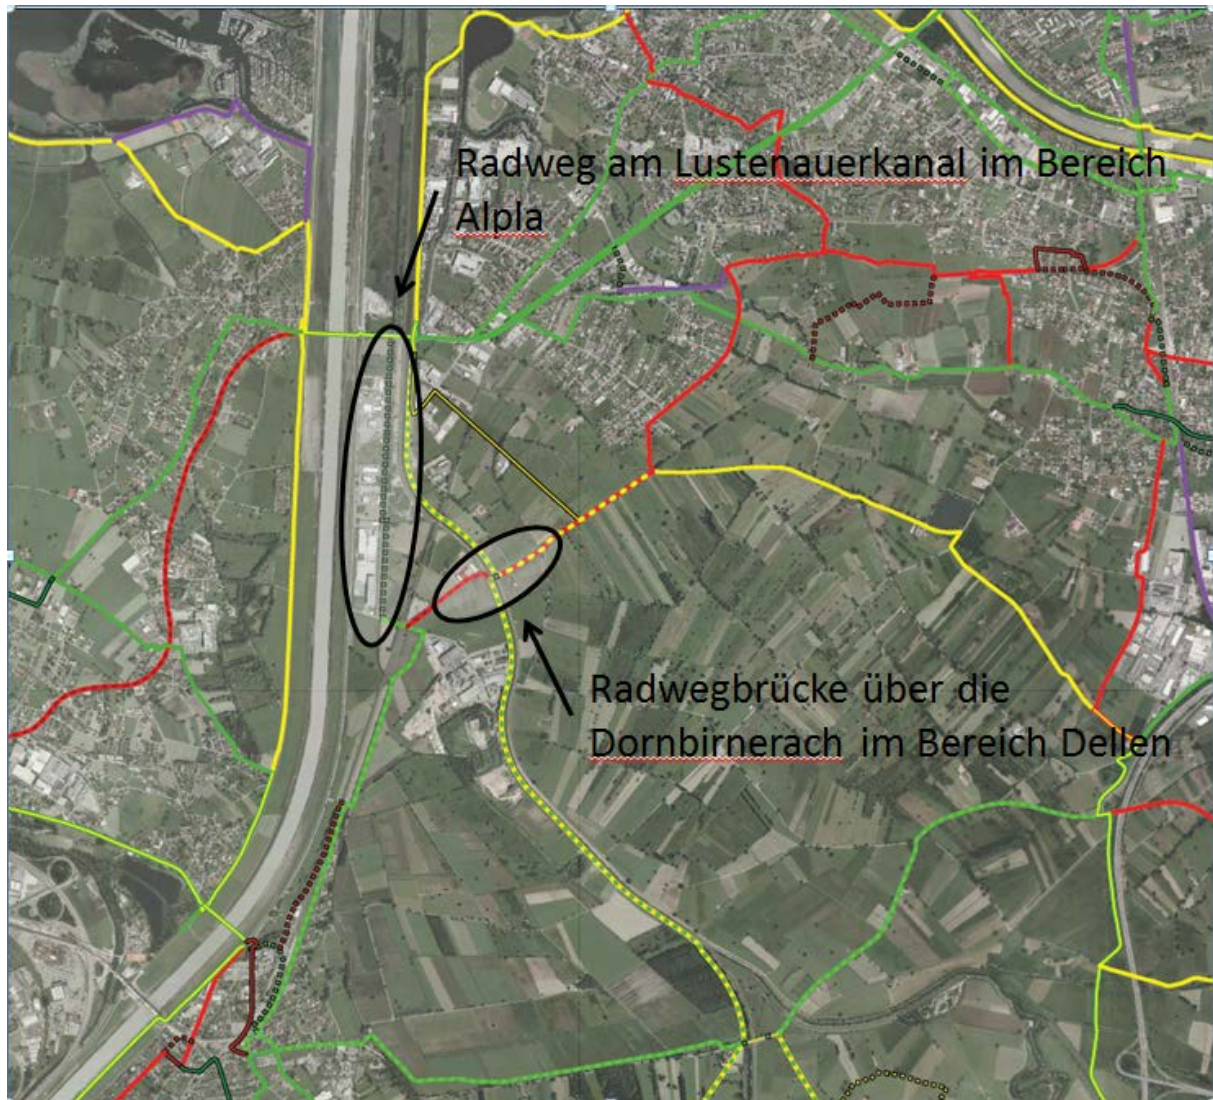 Radweg am Lustenauerkanal im Bereich
Alpla
Radwegbrücke über die
Dornbirnerach im Bereich Dellen